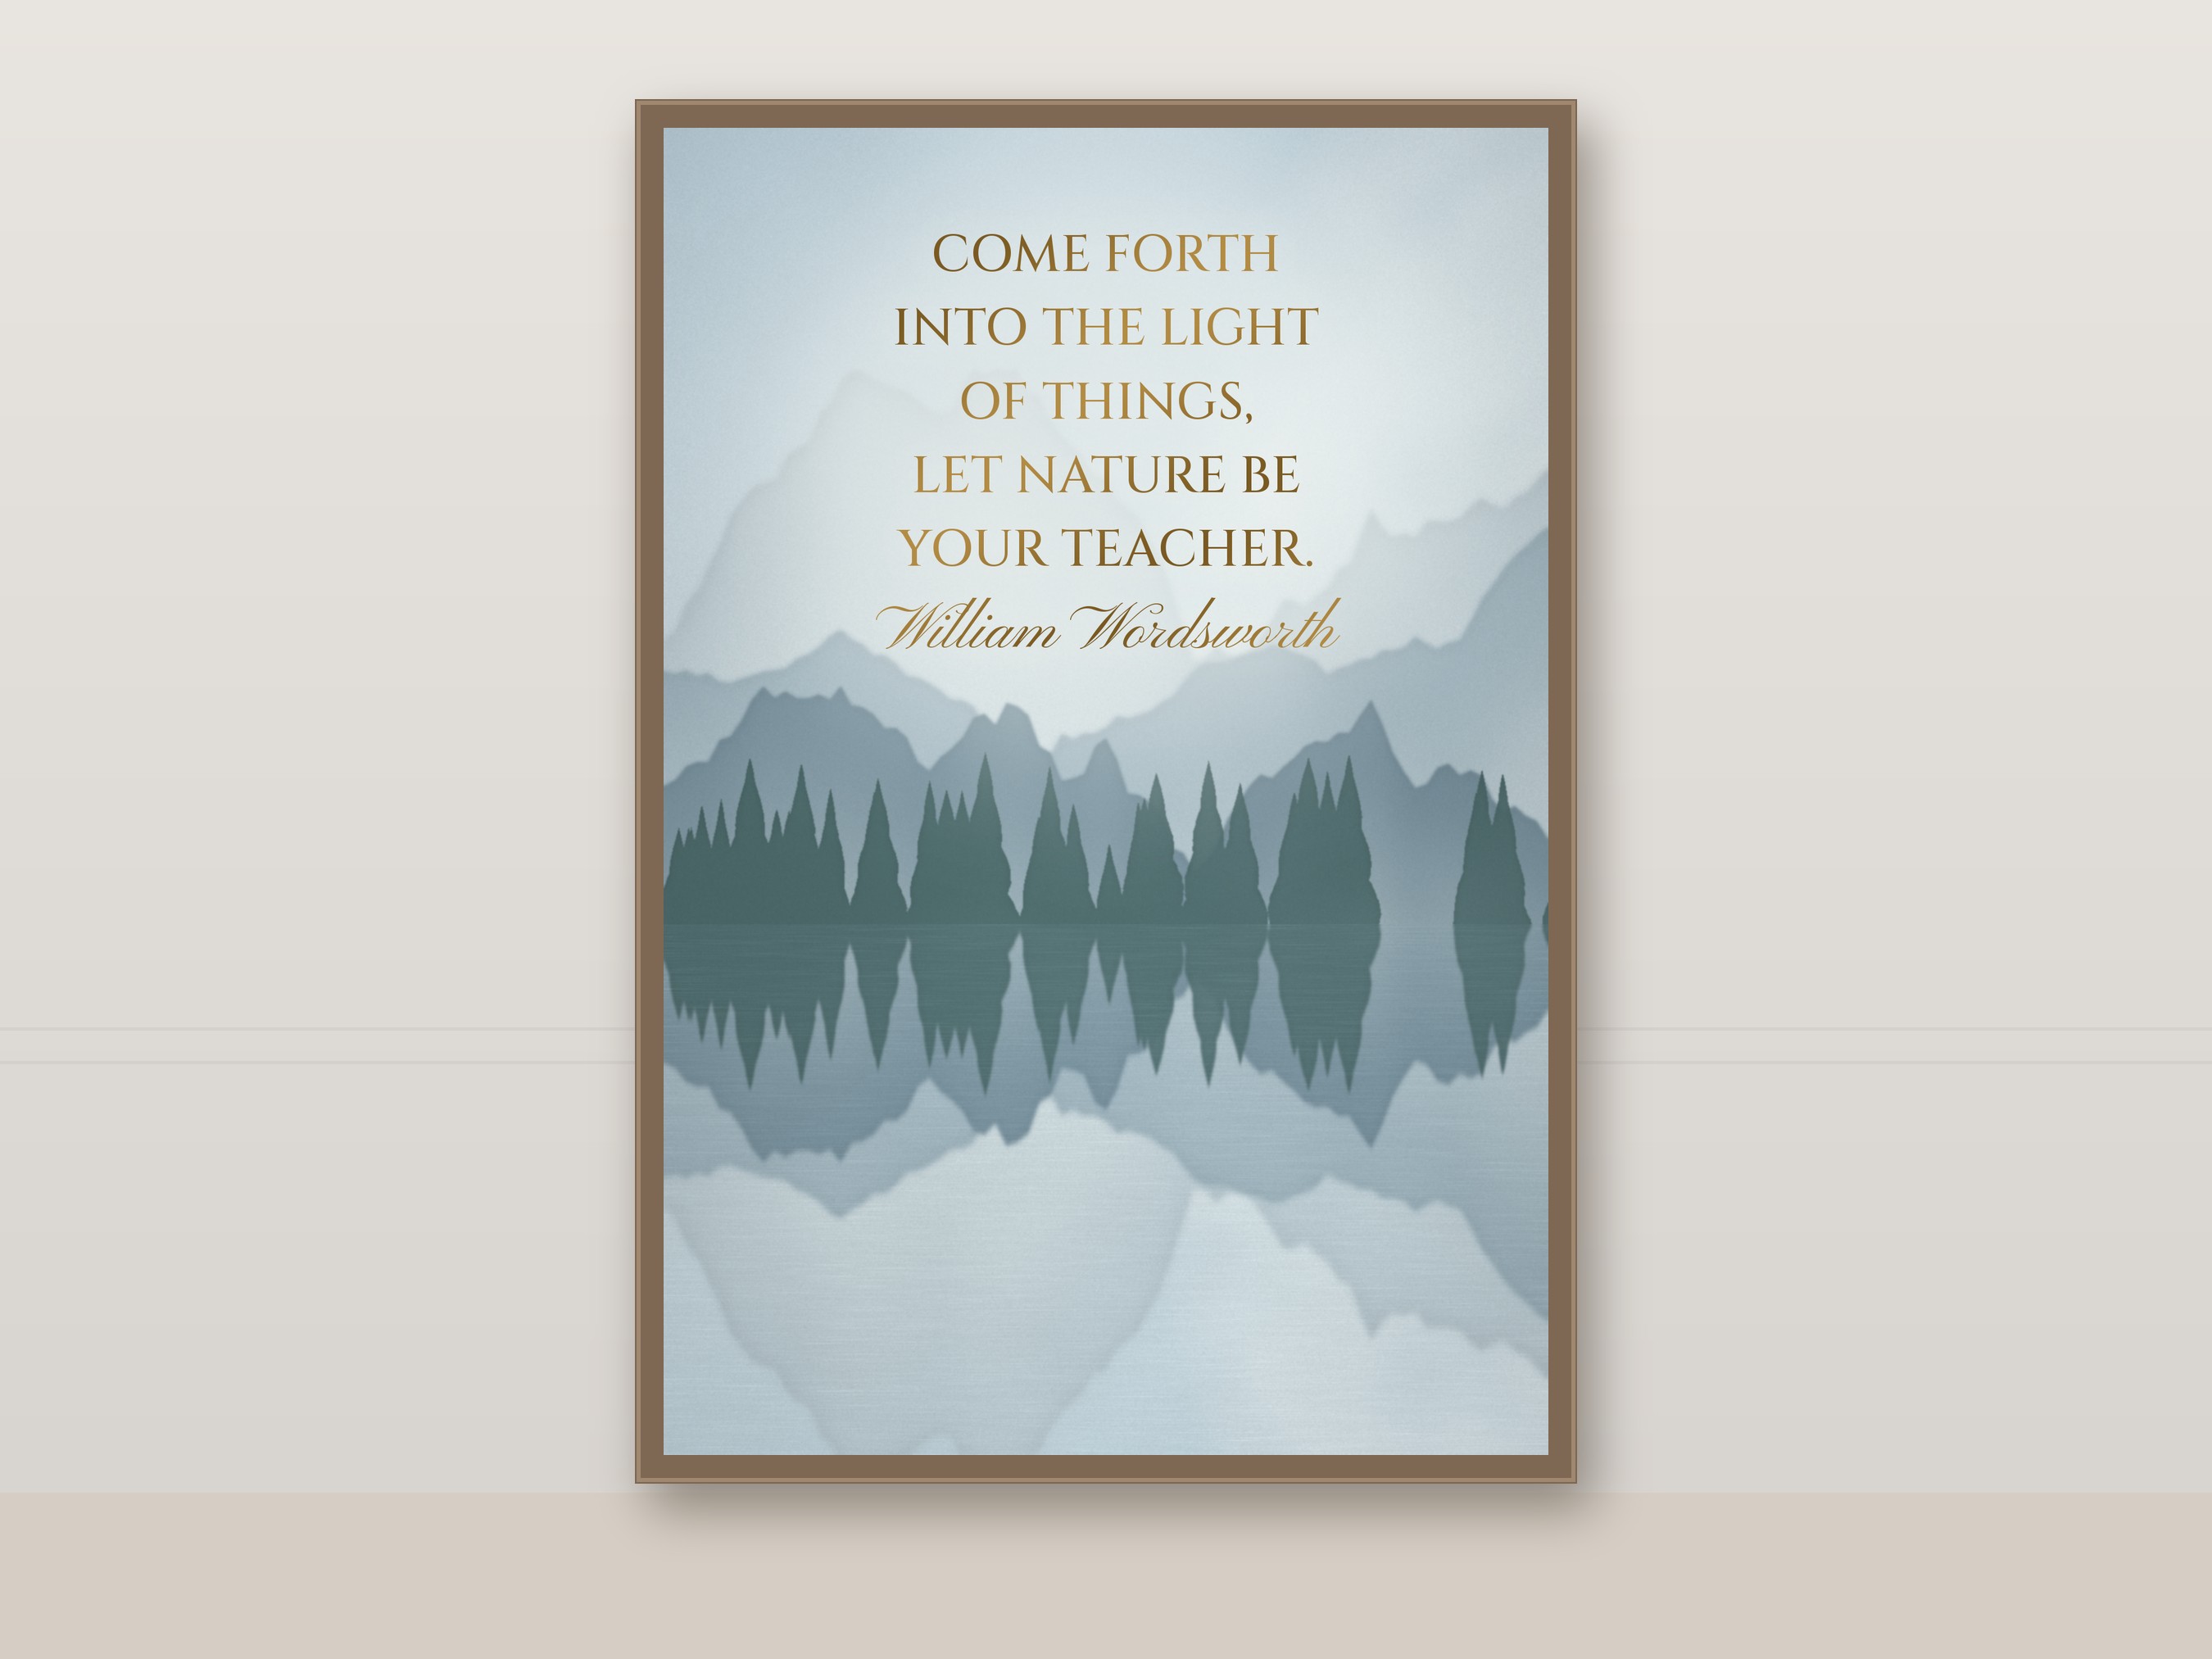 COME FORTH
INTO THE LIGHT
OF THINGS,
LET NATURE BE
YOUR TEACHER.
William Wordsworth